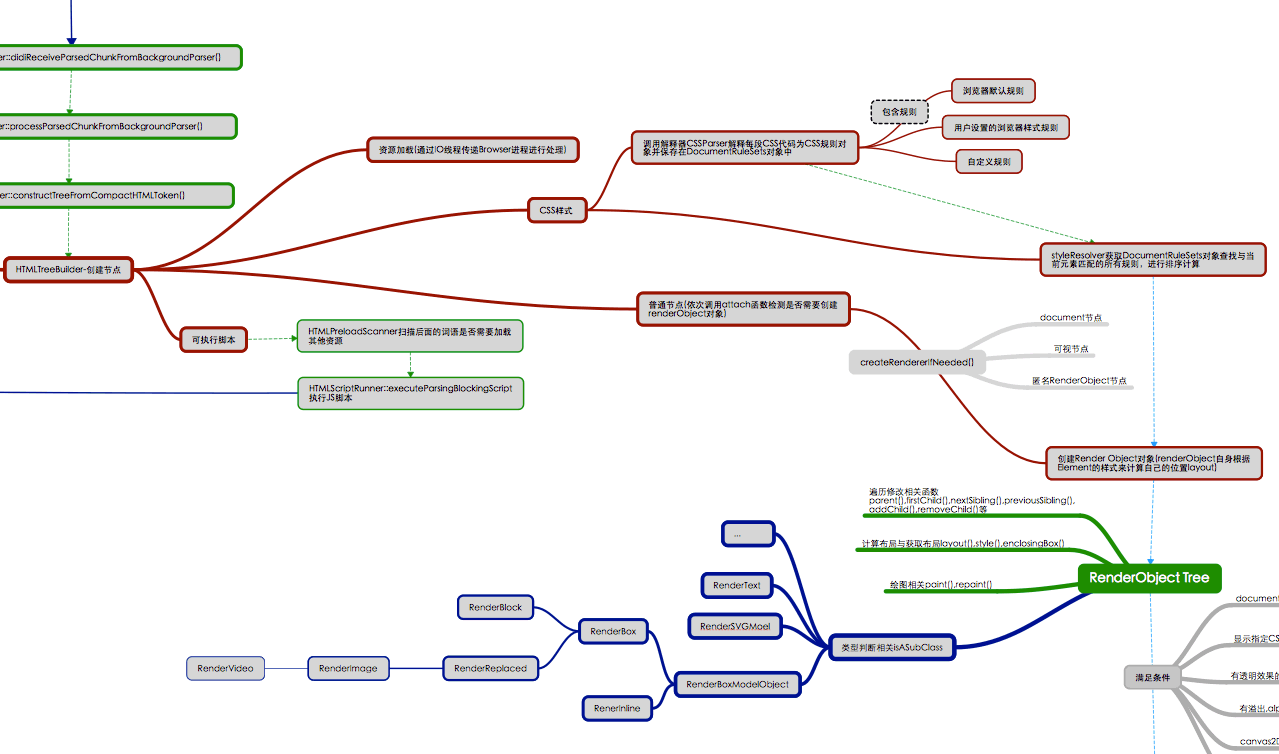 er::didiReceiveParsedChunkFromBackgroundParser()
er::processParsedChunkFromBackgroundParser()
er::constructTreeFromCompactHTMLToken()
HTMLTreeBuilder-创建节点
资源加载(通过IO线程传递Browser进程进行处理)
CSS样式
调用解释器CSSParser解释每段CSS代码为CSS规则对
象并保存在DocumentRuleSets对象中
包含规则
浏览器默认规则
用户设置的浏览器样式规则
自定义规则
styleResolver获取DocumentRuleSets对象查找与当
前元素匹配的所有规则，进行排序计算
普通节点(依次调用attach函数检测是否需要创建
renderObject对象)
可执行脚本
HTMLPreloadScanner扫描后面的词语是否需要加载
其他资源
HTMLScriptRunner::executeParsingBlockingScript
执行JS脚本
createRendererIfNeeded()
document节点
可视节点
匿名RenderObject节点
创建Render Object对象(renderObject自身根据
Element的样式来计算自己的位置layout)
遍历修改相关函数
parent(),firstChild(),nextSibling(),previousSibling(),
addChild(),removeChild()等
计算布局与获取布局layout(),style(),enclosingBox()
绘图相关paint(),repaint()
RenderObject Tree
...
RenderText
RenderSVGMoel
类型判断相关isASubClass
RenderBlock
RenderBox
RenderVideo
RenderImage
RenderReplaced
RenderBoxModelObject
RenerInline
满足条件
document
显示指定CS
有透明效果的
有溢出,alp
canvas2D